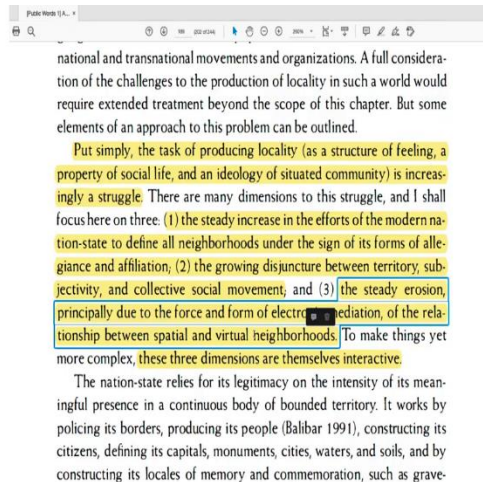 [Public Words 1] A... ×
national and transnational movements and organizations. A full considera-
tion of the challenges to the production of locality in such a world would
require extended treatment beyond the scope of this chapter. But some
elements of an approach to this problem can be outlined.
Put simply, the task of producing locality (as a structure of feeling, a
property of social life, and an ideology of situated community) is increas-
ingly a struggle. There are many dimensions to this struggle, and I shall
focus here on three: (1) the steady increase in the efforts of the modern na-
tion-state to define all neighborhoods under the sign of its forms of alle-
giance and affiliation; (2) the growing disjuncture between territory, sub-
jectivity, and collective social movement; and (3) the steady erosion,
principally due to the force and form of electro mediation, of the rela-
tionship between spatial and virtual neighborhoods. To make things yet
more complex, these three dimensions are themselves interactive.
The nation-state relies for its legitimacy on the intensity of its mean-
ingful presence in a continuous body of bounded territory. It works by
policing its borders, producing its people (Balibar 1991), constructing its
citizens, defining its capitals, monuments, cities, waters, and soils, and by
constructing its locales of memory and commemoration, such as grave-